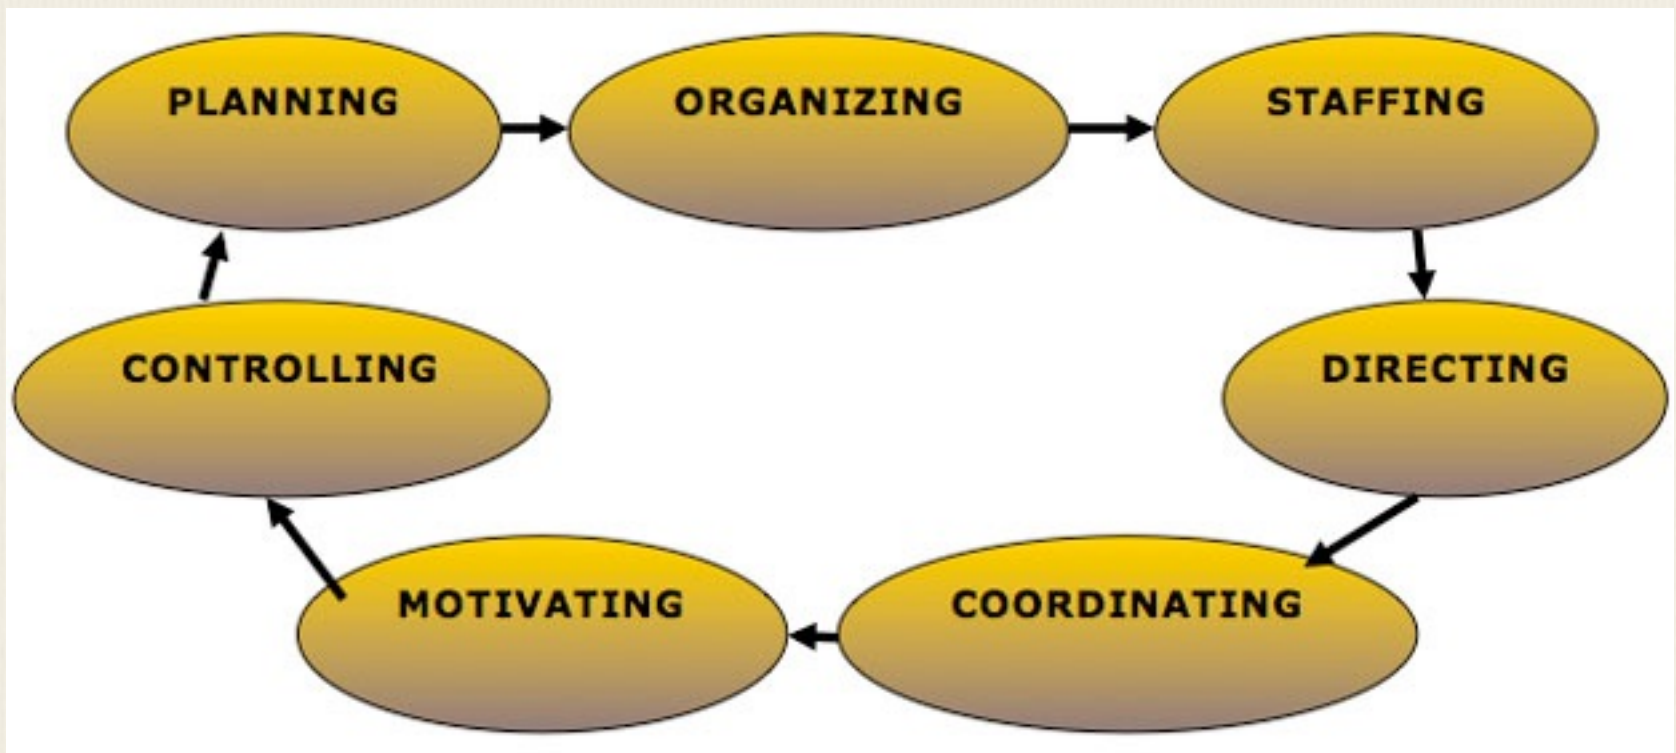 PLANNING
ORGANIZING
STAFFING
DIRECTING
COORDINATING
MOTIVATING
CONTROLLING